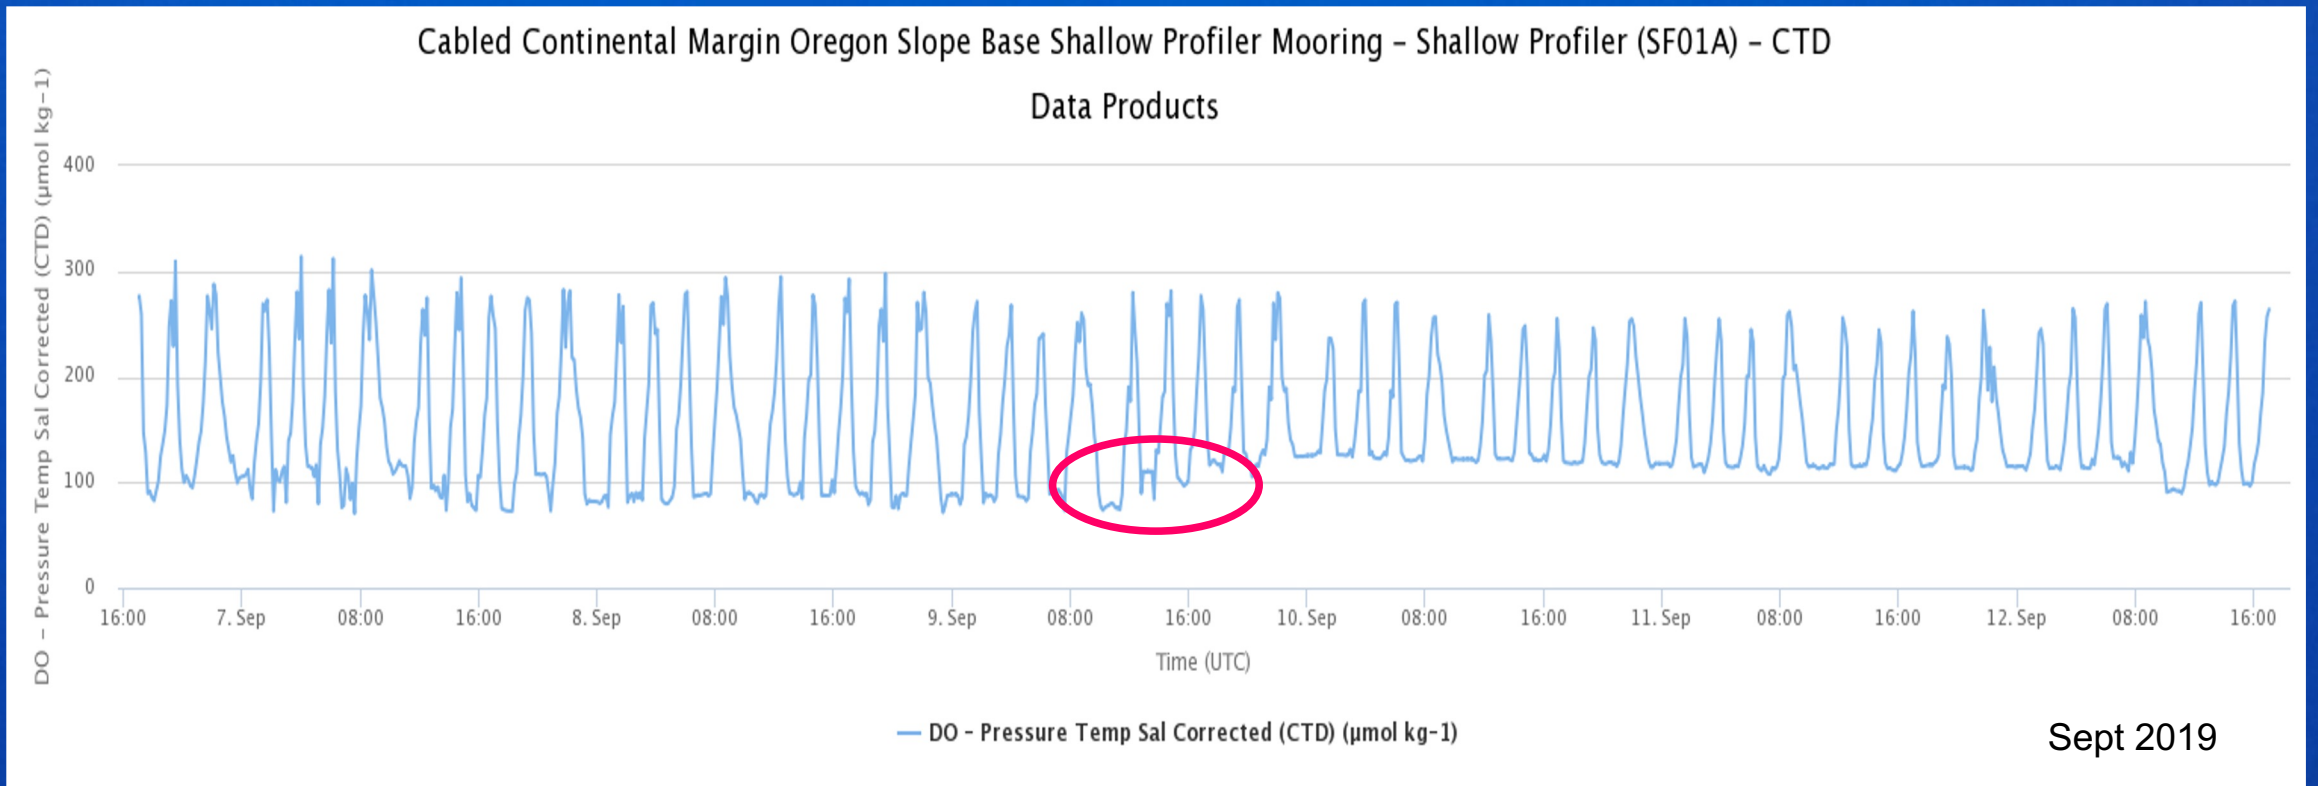 Cabled Continental Margin Oregon Slope Base Shallow Profiler Mooring – Shallow Profiler (SF01A) – CTD
Data Products
DO – Pressure Temp Sal Corrected (CTD) (µmol kg−1)
400
300
200
100
0
16:00 7. Sep 08:00 16:00 8. Sep 08:00 16:00 9. Sep 08:00 16:00 10. Sep 08:00 16:00 11. Sep 08:00 16:00 12. Sep 08:00 16:00
Time (UTC)
DO – Pressure Temp Sal Corrected (CTD) (µmol kg−1)
Sept 2019